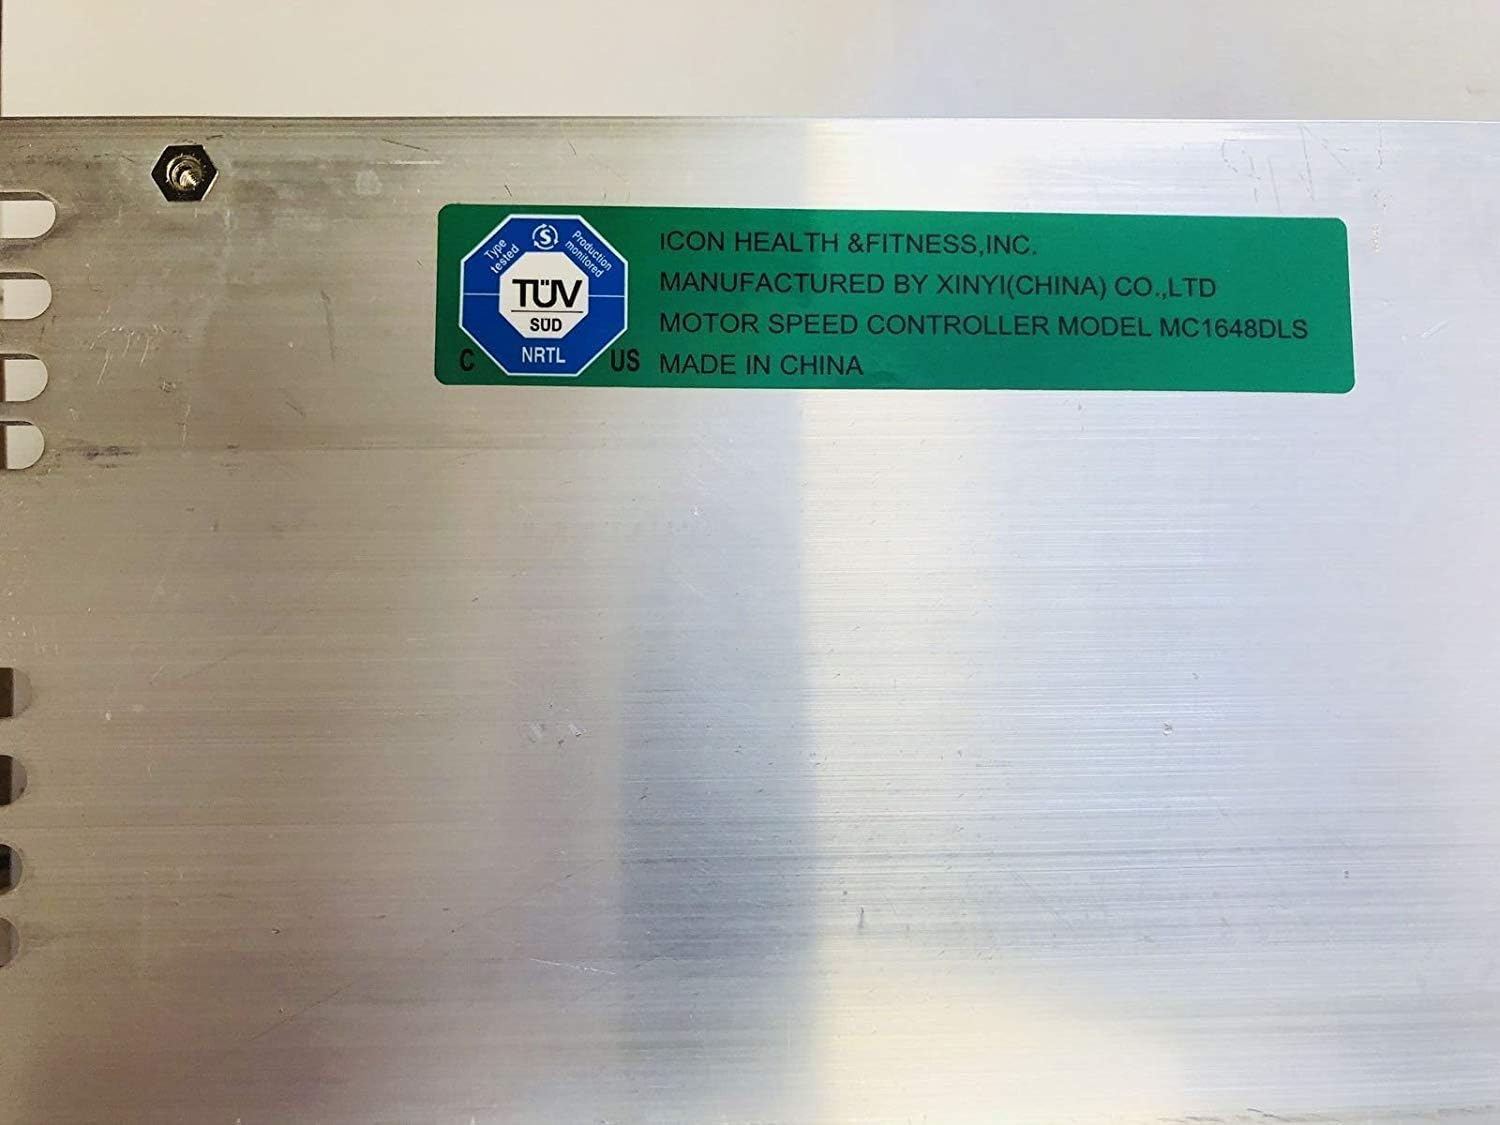 Type tested
S
Production monitored
TÜV
SÜD
NRTL
C
US
ICON HEALTH &FITNESS,INC.
MANUFACTURED BY XINYI(CHINA) CO.,LTD
MOTOR SPEED CONTROLLER MODEL MC1648DLS
MADE IN CHINA